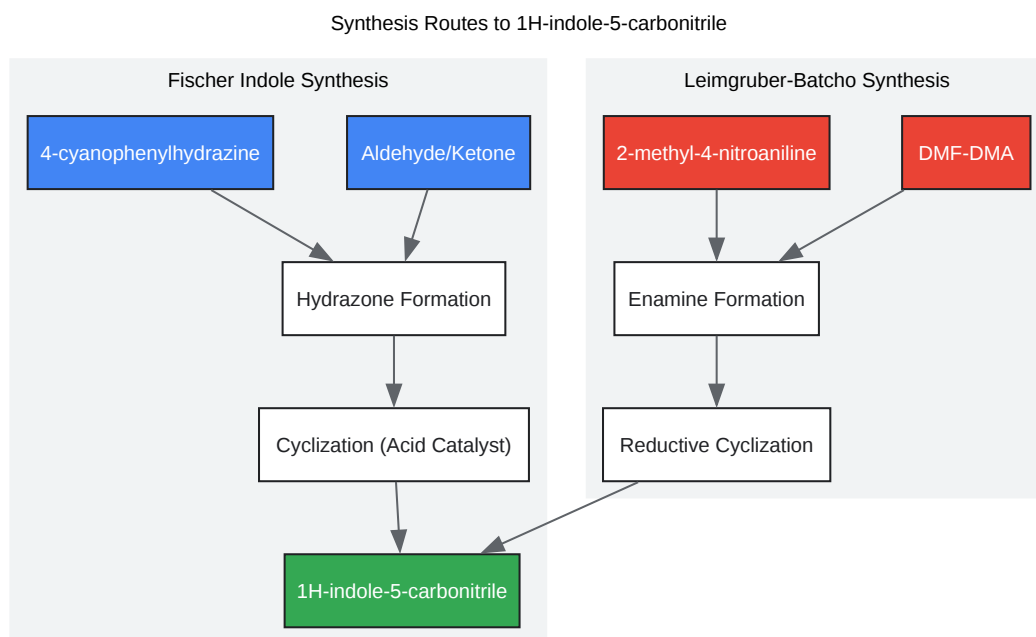 Synthesis Routes to 1H-indole-5-carbonitrile
Fischer Indole Synthesis
Leimgruber-Batcho Synthesis
4-cyanophenylhydrazine
Aldehyde/Ketone
2-methyl-4-nitroaniline
DMF-DMA
Hydrazone Formation
Enamine Formation
Cyclization (Acid Catalyst)
Reductive Cyclization
1H-indole-5-carbonitrile